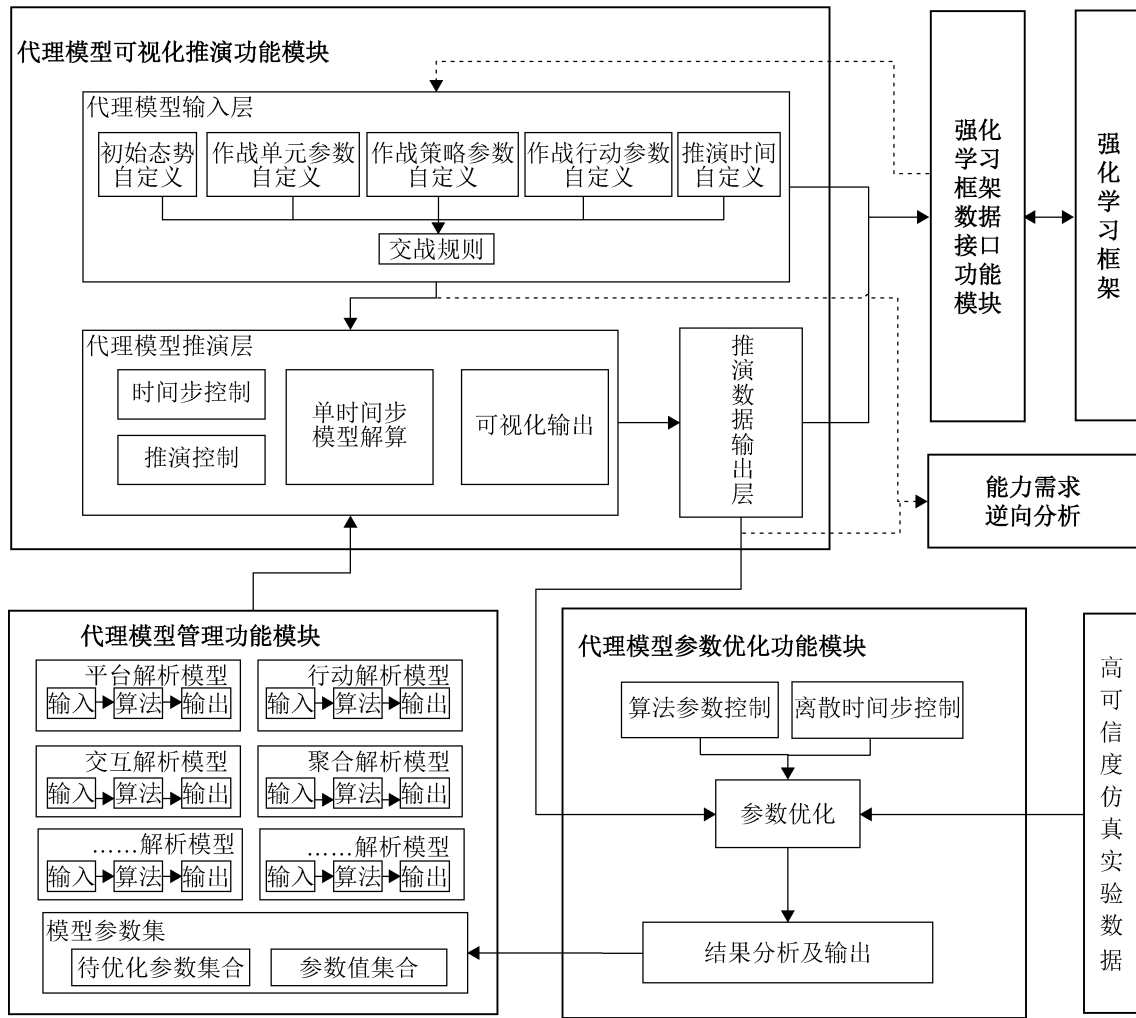 代理模型可视化推演功能模块
代理模型输入层
初始态势
自定义
作战单元参数
自定义
作战策略参数
自定义
作战行动参数
自定义
推演时间
自定义
交战规则
代理模型推演层
时间步控制
推演控制
单时间步
模型解算
可视化输出
推演数据输出层
强化
学习
框架
数据
接口
功能
模块
强化学习框架
能力需求
逆向分析
代理模型管理功能模块
平台解析模型
输入
算法
输出
行动解析模型
输入
算法
输出
交互解析模型
输入
算法
输出
聚合解析模型
输入
算法
输出
……解析模型
输入
算法
输出
……解析模型
输入
算法
输出
模型参数集
待优化参数集合
参数值集合
代理模型参数优化功能模块
算法参数控制
离散时间步控制
参数优化
结果分析及输出
高可信度仿真实验数据